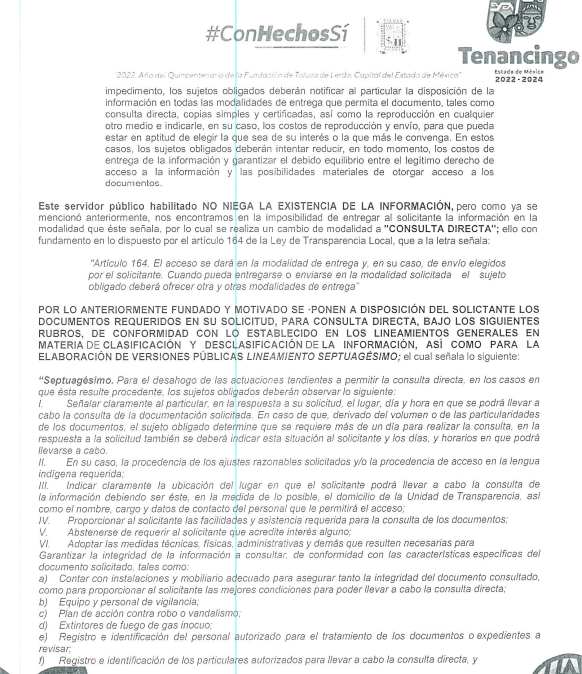 #ConHechosSí
Tenancingo
Estado de México
2022 - 2024
"2023. Año del Quincentenario de la Fundación de Toluca de Lerdo, Capital del Estado de México"
impedimento, los sujetos obligados deberán notificar al particular la disposición de la
información en todas las modalidades de entrega que permita el documento, tales como
consulta directa, copias simples y certificadas, así como la reproducción en cualquier
otro medio e indicarle, en su caso, los costos de reproducción y envío, para que pueda
estar en aptitud de elegir la que sea de su interés o la que más le convenga. En estos
casos, los sujetos obligados deberán intentar reducir, en todo momento, los costos de
entrega de la información y garantizar el debido equilibrio entre el legítimo derecho de
acceso a la información y las posibilidades materiales de otorgar acceso a los
documentos.
Este servidor público habilitado NO NIEGA LA EXISTENCIA DE LA INFORMACIÓN, pero como ya se
mencionó anteriormente, nos encontramos en la imposibilidad de entregar al solicitante la información en la
modalidad que éste señala, por lo cual se realiza un cambio de modalidad a "CONSULTA DIRECTA"; ello con
fundamento en lo dispuesto por el artículo 164 de la Ley de Transparencia Local, que a la letra señala:
"Artículo 164. El acceso se dará en la modalidad de entrega y, en su caso, de envío elegidos
por el solicitante. Cuando pueda entregarse o enviarse en la modalidad solicitada el sujeto
obligado deberá ofrecer otra y otras modalidades de entrega"
POR LO ANTERIORMENTE FUNDADO Y MOTIVADO SE ·PONEN A DISPOSICIÓN DEL SOLICTANTE LOS
DOCUMENTOS REQUERIDOS EN SU SOLICITUD, PARA CONSULTA DIRECTA, BAJO LOS SIGUIENTES
RUBROS, DE CONFORMIDAD CON LO ESTABLECIDO EN LOS LINEAMIENTOS GENERALES EN
MATERIA DE CLASIFICACIÓN Y DESCLASIFICACIÓN DE LA INFORMACIÓN, ASÍ COMO PARA LA
ELABORACIÓN DE VERSIONES PÚBLICAS LINEAMIENTO SEPTUAGÉSIMO; el cual señala lo siguiente:
"Septuagésimo. Para el desahogo de las actuaciones tendientes a permitir la consulta directa, en los casos en
que ésta resulte procedente, los sujetos obligados deberán observar lo siguiente:
I. Señalar claramente al particular, en la respuesta a su solicitud, el lugar, día y hora en que se podrá llevar a
cabo la consulta de la documentación solicitada. En caso de que, derivado del volumen o de las particularidades
de los documentos, el sujeto obligado determine que se requiere más de un día para realizar la consulta, en la
respuesta a la solicitud también se deberá indicar esta situación al solicitante y los días, y horarios en que podrá
llevarse a cabo.
II. En su caso, la procedencia de los ajustes razonables solicitados y/o la procedencia de acceso en la lengua
indígena requerida;
III. Indicar claramente la ubicación del lugar en que el solicitante podrá llevar a cabo la consulta de
la información debiendo ser éste, en la medida de lo posible, el domicilio de la Unidad de Transparencia, así
como el nombre, cargo y datos de contacto del personal que le permitirá el acceso;
IV. Proporcionar al solicitante las facilidades y asistencia requerida para la consulta de los documentos;
V. Abstenerse de requerir al solicitante que acredite interés alguno;
VI. Adoptar las medidas técnicas, físicas, administrativas y demás que resulten necesarias para
Garantizar la integridad de la información a consultar, de conformidad con las características específicas del
documento solicitado, tales como:
a) Contar con instalaciones y mobiliario adecuado para asegurar tanto la integridad del documento consultado,
como para proporcionar al solicitante las mejores condiciones para poder llevar a cabo la consulta directa;
b) Equipo y personal de vigilancia;
c) Plan de acción contra robo o vandalismo;
d) Extintores de fuego de gas inocuo;
e) Registro e identificación del personal autorizado para el tratamiento de los documentos o expedientes a
revisar;
f) Registro e identificación de los particulares autorizados para llevar a cabo la consulta directa, y